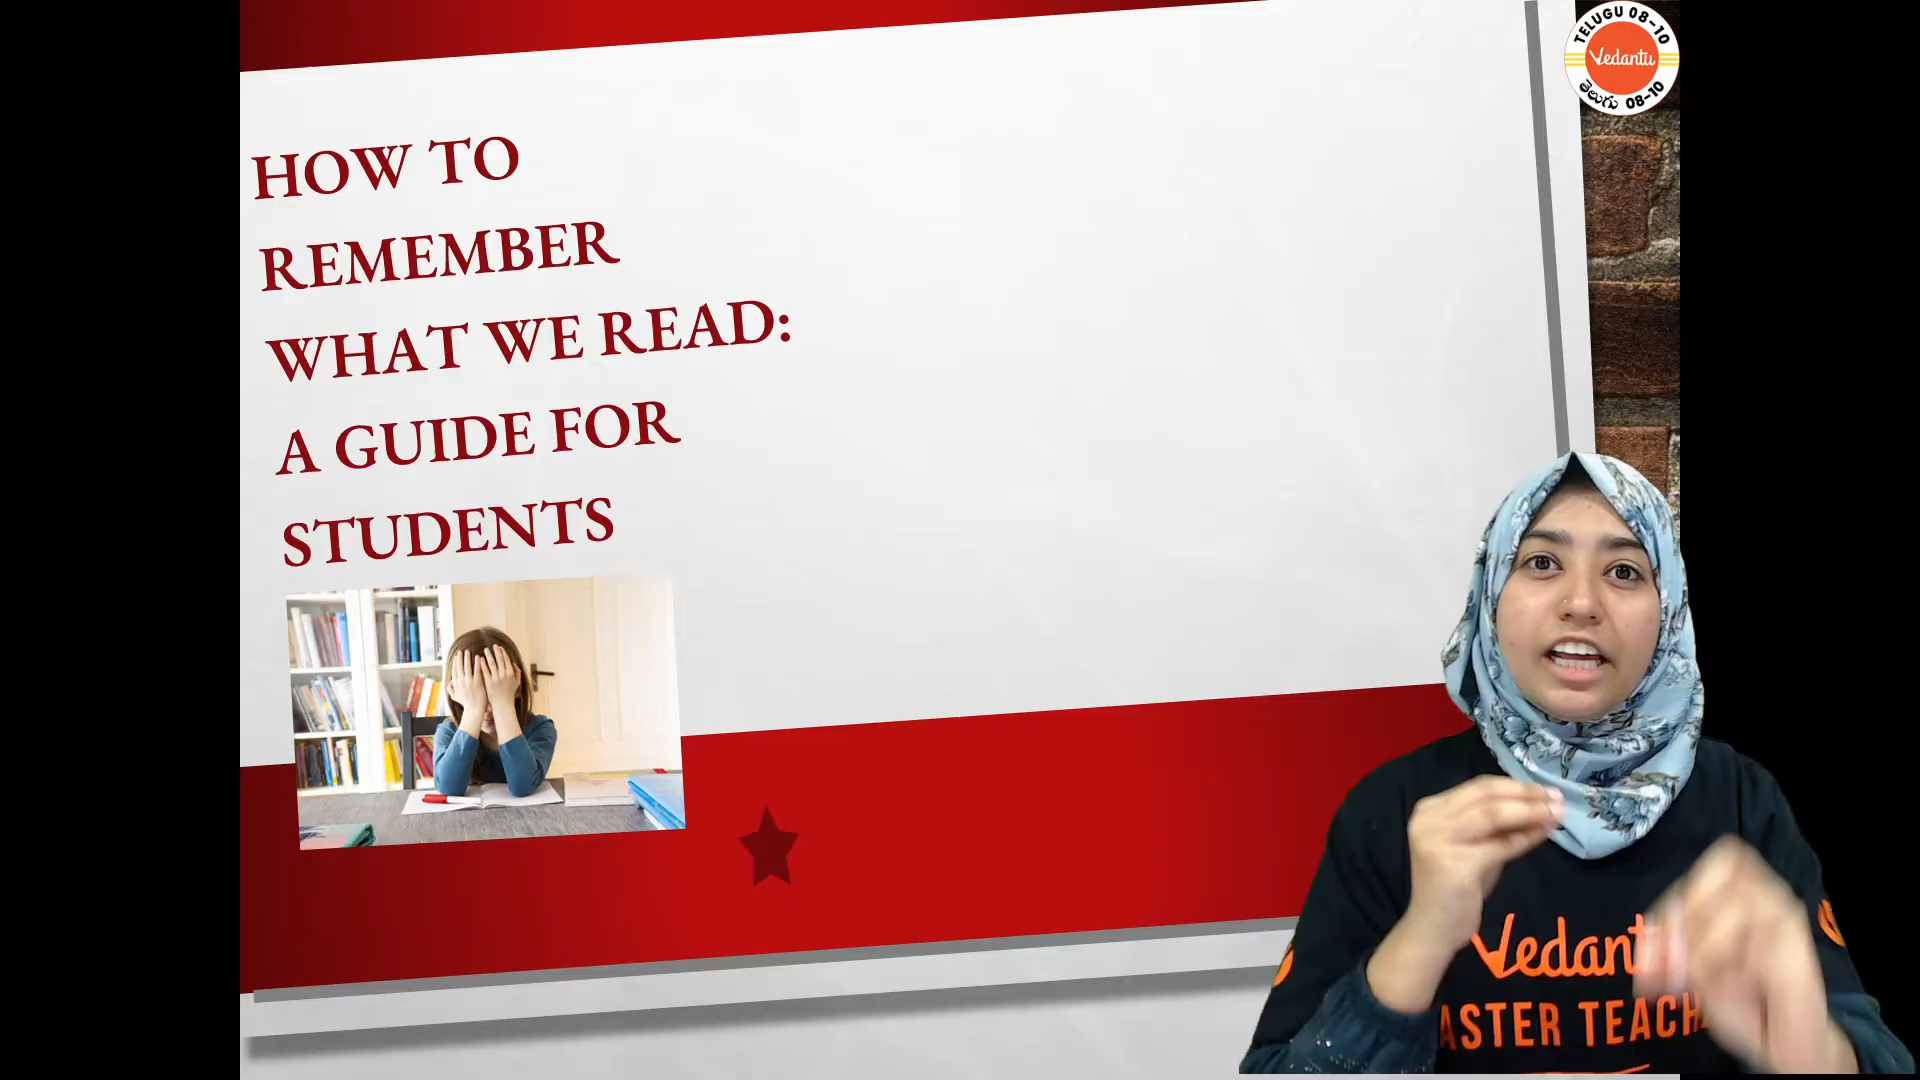 HOW TO
REMEMBER
WHAT WE READ:
A GUIDE FOR
STUDENTS
TELUGU 08-10
Vedantu
తెలుగు 08-10
Vedant
ASTER TEACH